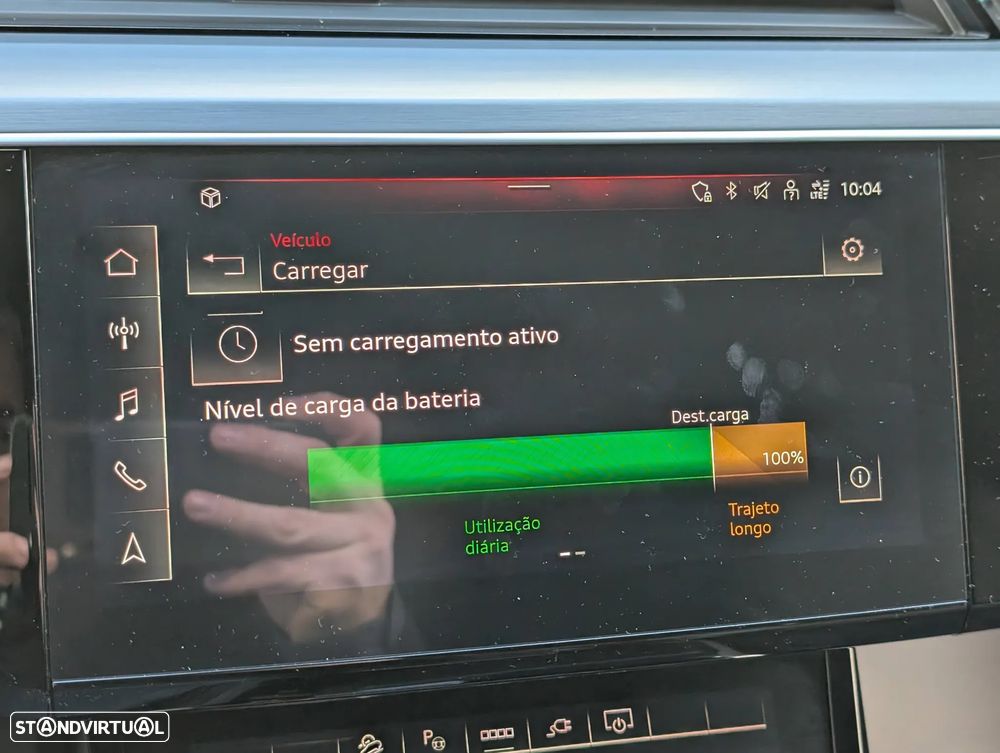 LTE
10:04
Veículo
Carregar
Sem carregamento ativo
Nível de carga da bateria
Dest.carga
100%
Utilização
diária
Trajeto
longo
--
P
STANDVIRTUAL